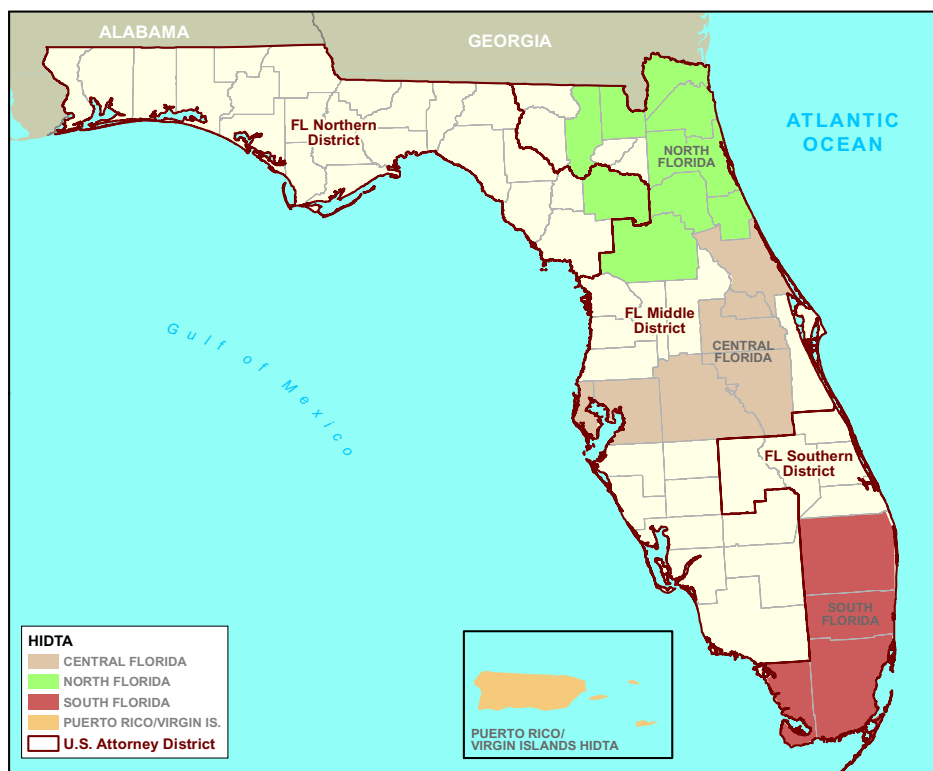 ALABAMA
GEORGIA
FL Northern
District
NORTH
FLORIDA
ATLANTIC
OCEAN
FL Middle
District
CENTRAL
FLORIDA
Gulf of Mexico
FL Southern
District
SOUTH
FLORIDA
HIDTA
CENTRAL FLORIDA
NORTH FLORIDA
SOUTH FLORIDA
PUERTO RICO/VIRGIN IS.
U.S. Attorney District
PUERTO RICO/
VIRGIN ISLANDS HIDTA